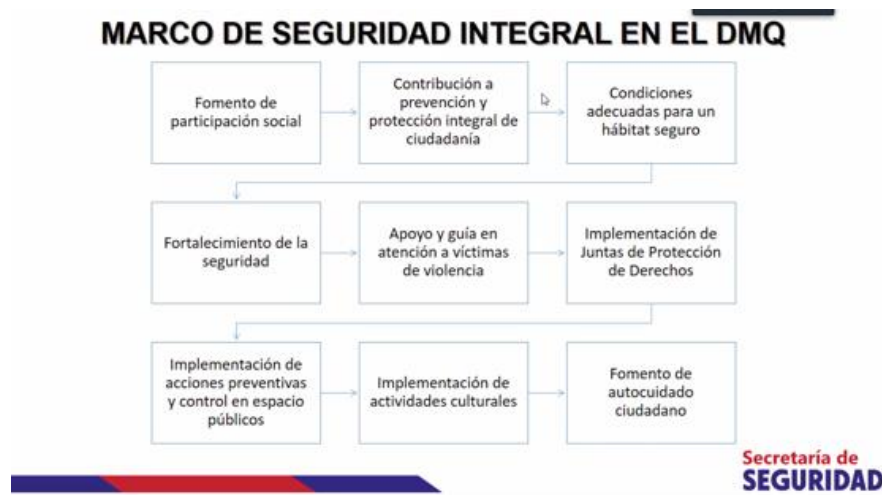 MARCO DE SEGURIDAD INTEGRAL EN EL DMQ
Fomento de
participación social
Contribución a
prevención y
protección integral de
ciudadanía
Condiciones
adecuadas para un
hábitat seguro
Fortalecimiento de la
seguridad
Apoyo y guía en
atención a víctimas
de violencia
Implementación de
Juntas de Protección
de Derechos
Implementación de
acciones preventivas
y control en espacio
públicos
Implementación de
actividades culturales
Fomento de
autocuidado
ciudadano
Secretaría de
SEGURIDAD